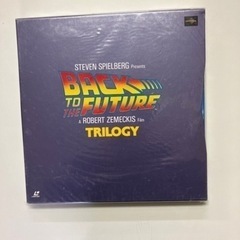 STEVEN SPIELBERG Presents
BACK
TO
THE FUTURE
A ROBERT ZEMECKIS Film
TRILOGY